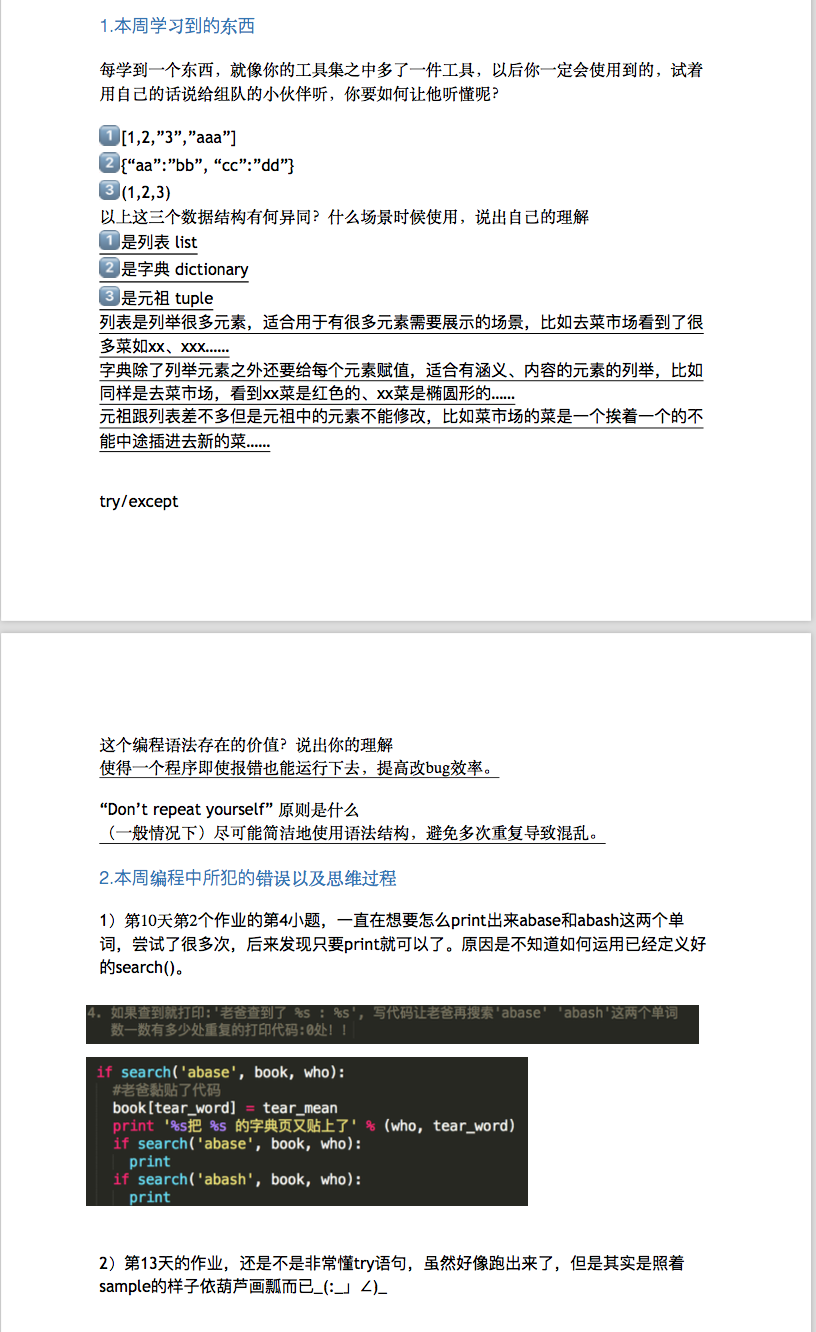 1.本周学习到的东西
每学到一个东西，就像你的工具集之中多了一件工具，以后你一定会使用到的，试着
用自己的话说给组队的小伙伴听，你要如何让他听懂呢？
1️⃣[1,2,”3”,”aaa”]
2️⃣{“aa”:”bb”, “cc”:”dd”}
3️⃣(1,2,3)
以上这三个数据结构有何异同？什么场景时候使用，说出自己的理解
1️⃣是列表 list
2️⃣是字典 dictionary
3️⃣是元祖 tuple
列表是列举很多元素，适合用于有很多元素需要展示的场景，比如去菜市场看到了很
多菜如xx、xxx……
字典除了列举元素之外还要给每个元素赋值，适合有涵义、内容的元素的列举，比如
同样是去菜市场，看到xx菜是红色的、xx菜是椭圆形的……
元祖跟列表差不多但是元祖中的元素不能修改，比如菜市场的菜是一个挨着一个的不
能中途插进去新的菜……
try/except
这个编程语法存在的价值？说出你的理解
使得一个程序即使报错也能运行下去，提高改bug效率。
“Don’t repeat yourself” 原则是什么
（一般情况下）尽可能简洁地使用语法结构，避免多次重复导致混乱。
2.本周编程中所犯的错误以及思维过程
1）第10天第2个作业的第4小题，一直在想要怎么print出来abase和abash这两个单
词，尝试了很多次，后来发现只要print就可以了。原因是不知道如何运用已经定义好
的search()。
4. 如果查到就打印:'老爸查到了 %s : %s', 写代码让老爸再搜索'abase' 'abash'这两个单词
数一数有多少处重复的打印代码:0处！！
if search('abase', book, who):
#老爸黏贴了代码
book[tear_word] = tear_mean
print '%s把 %s 的字典页又贴上了' % (who, tear_word)
if search('abase', book, who):
print
if search('abash', book, who):
print
2）第13天的作业，还是不是非常懂try语句，虽然好像跑出来了，但是其实是照着
sample的样子依葫芦画瓢而已_(:_」∠)_